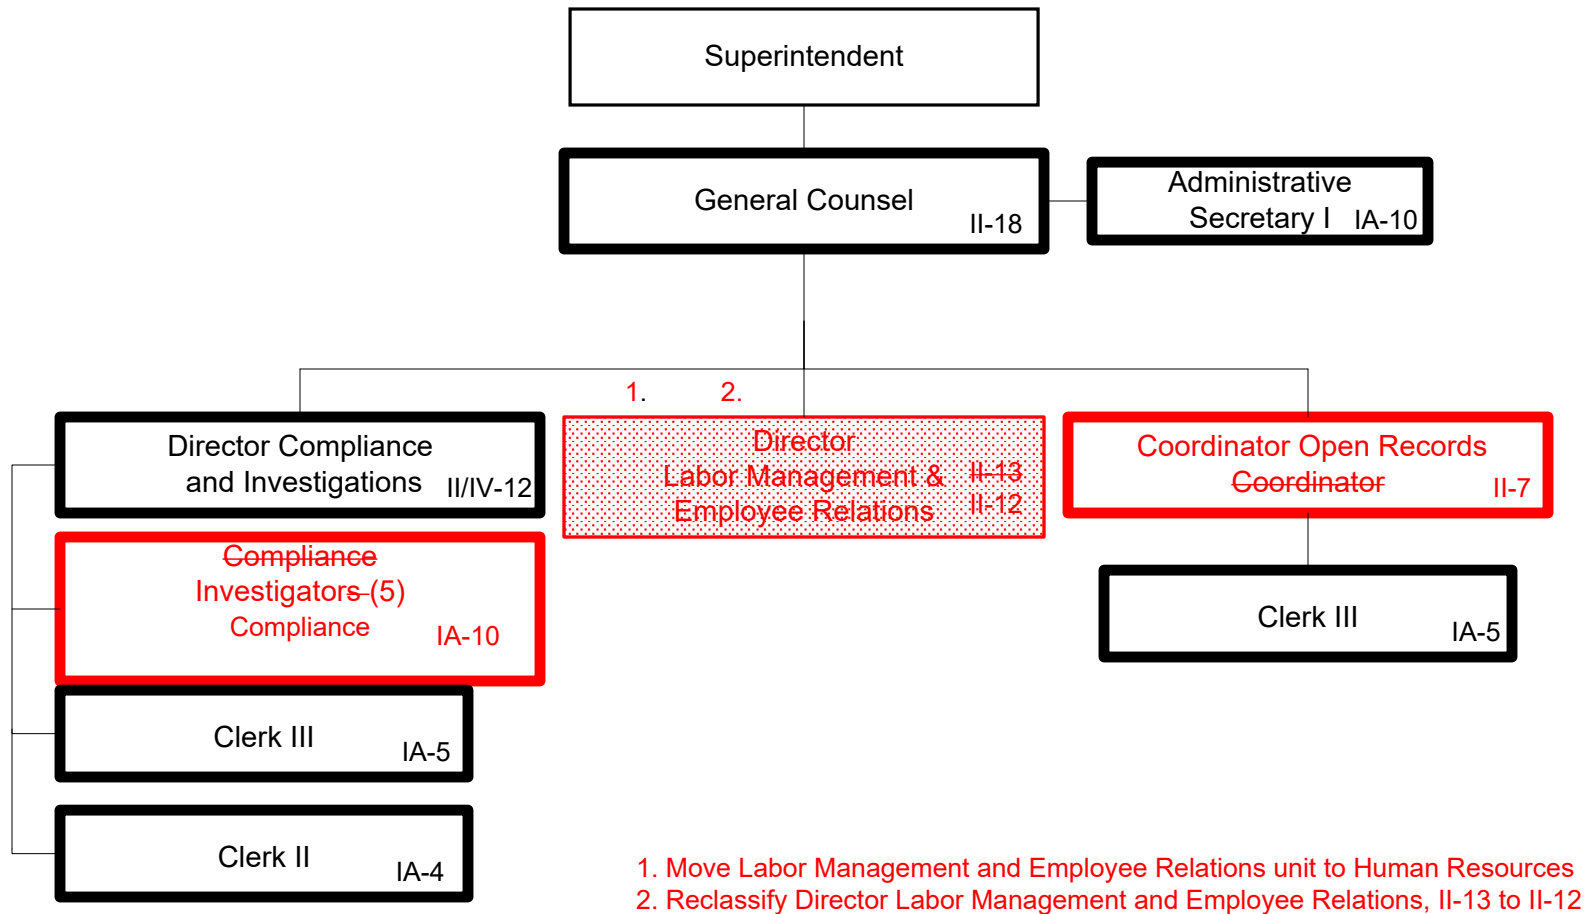 Superintendent
General Counsel
II-18
Administrative
Secretary I IA-10
1. 2.
Director Compliance
and Investigations II/IV-12
Director
Labor Management & II-13
Employee Relations II-12
Coordinator Open Records
Coordinator II-7
Compliance
Investigators (5)
Compliance IA-10
Clerk III
IA-5
Clerk III
IA-5
Clerk II
IA-4
1. Move Labor Management and Employee Relations unit to Human Resources
2. Reclassify Director Labor Management and Employee Relations, II-13 to II-12